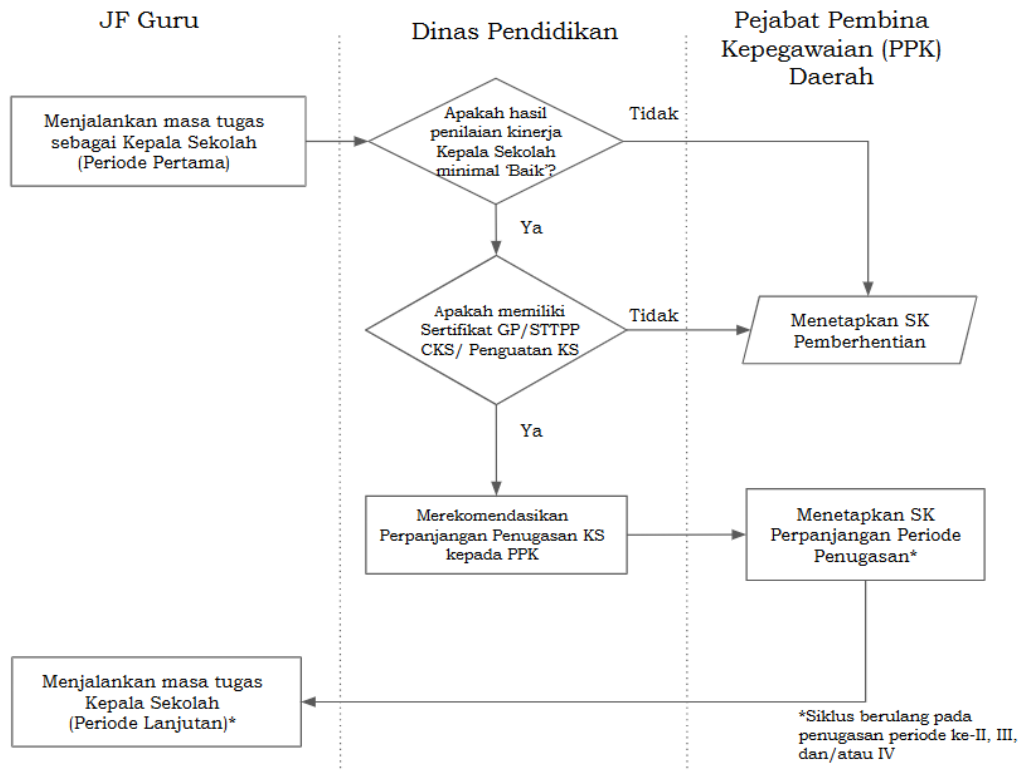 JF Guru
Dinas Pendidikan
Pejabat Pembina
Kepegawaian (PPK)
Daerah
Menjalankan masa tugas
sebagai Kepala Sekolah
(Periode Pertama)
Apakah hasil
penilaian kinerja
Kepala Sekolah
minimal 'Baik'?
Tidak
Ya
Apakah memiliki
Sertifikat GP/STTPP
CKS/ Penguatan KS
Tidak
Menetapkan SK
Pemberhentian
Ya
Merekomendasikan
Perpanjangan Penugasan KS
kepada PPK
Menetapkan SK
Perpanjangan Periode
Penugasan*
Menjalankan masa tugas
Kepala Sekolah
(Periode Lanjutan)*
*Siklus berulang pada
penugasan periode ke-II, III,
dan/atau IV